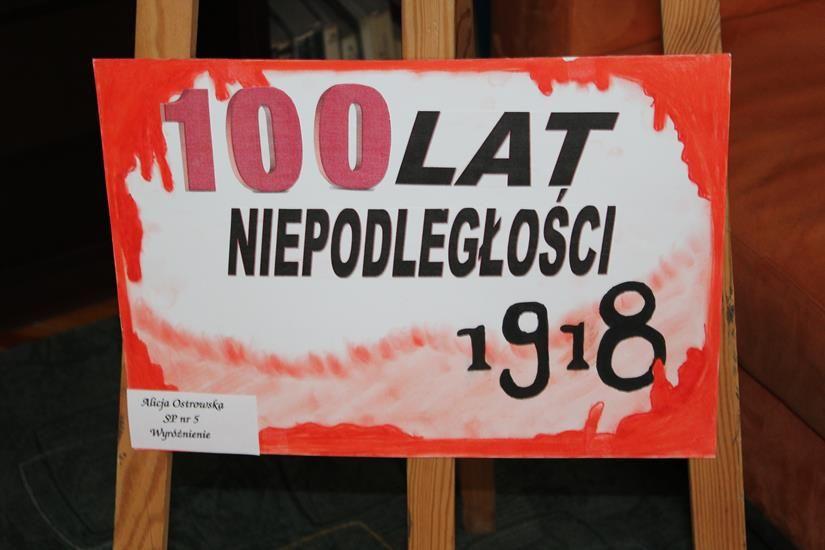 100 LAT
NIEPODLEGŁOŚCI
1918
Alicja Ostrowska
SP nr 5
Wyróżnienie